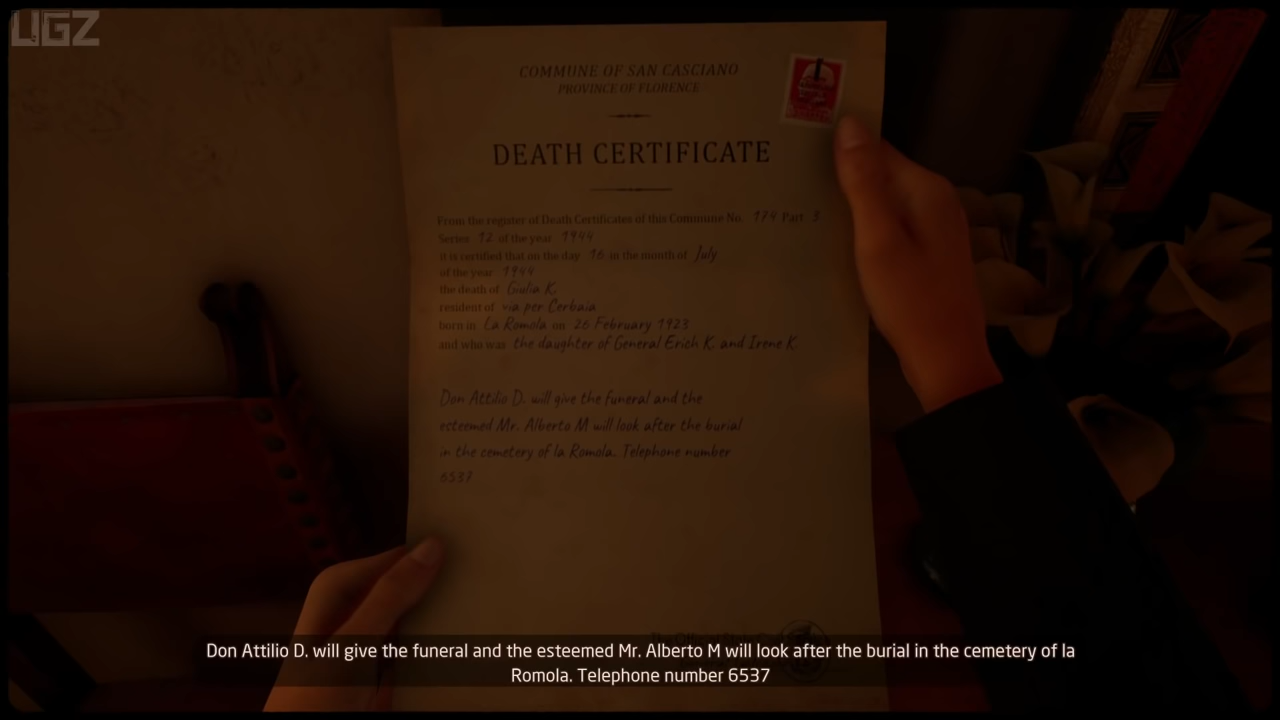 UGZ
COMMUNE OF SAN CASCIANO
PROVINCE OF FLORENCE
DEATH CERTIFICATE
From the register of Death Certificates of this Commune No. 174 Part 3
Series 12 of the year 1944
it is certified that on the day 16 in the month of July
of the year 1944
the death of Giulia K.
resident of via per Cerbaia
born in La Romola on 26 February 1923
and who was the daughter of General Erich K. and Irene K
Don Attilio D. will give the funeral and the
esteemed Mr. Alberto M will look after the burial
in the cemetery of la Romola. Telephone number
6537
Don Attilio D. will give the funeral and the esteemed Mr. Alberto M will look after the burial in the cemetery of la
Romola. Telephone number 6537